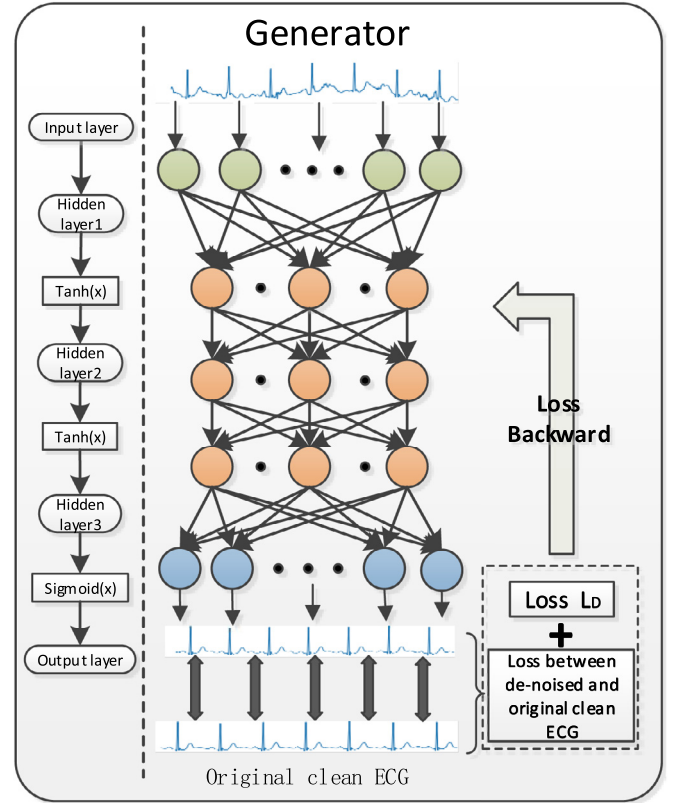 Generator
Input layer
Hidden
layer1
Tanh(x)
Hidden
layer2
Tanh(x)
Hidden
layer3
Sigmoid(x)
Output layer
Loss
Backward
Loss LD
+
Loss between
de-noised and
original clean
ECG
Original clean ECG